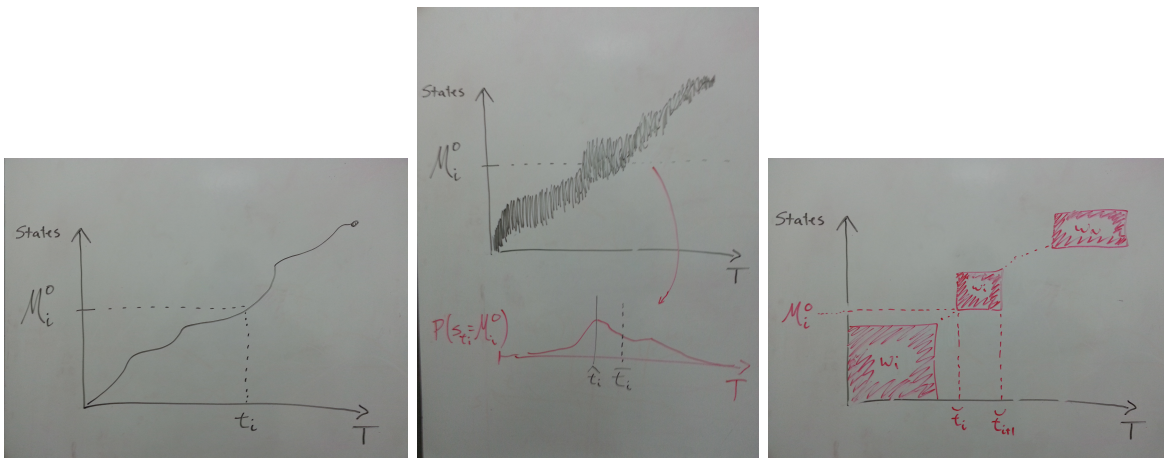 States
M_i^0
t_i
T
States
M_i^0
T
P(s_{t_i}=M_i^0)
t̂_i
t̄_i
T
States
w_N
w_i
M_i^0
w_i
ť_i
ť_{i+1}
T